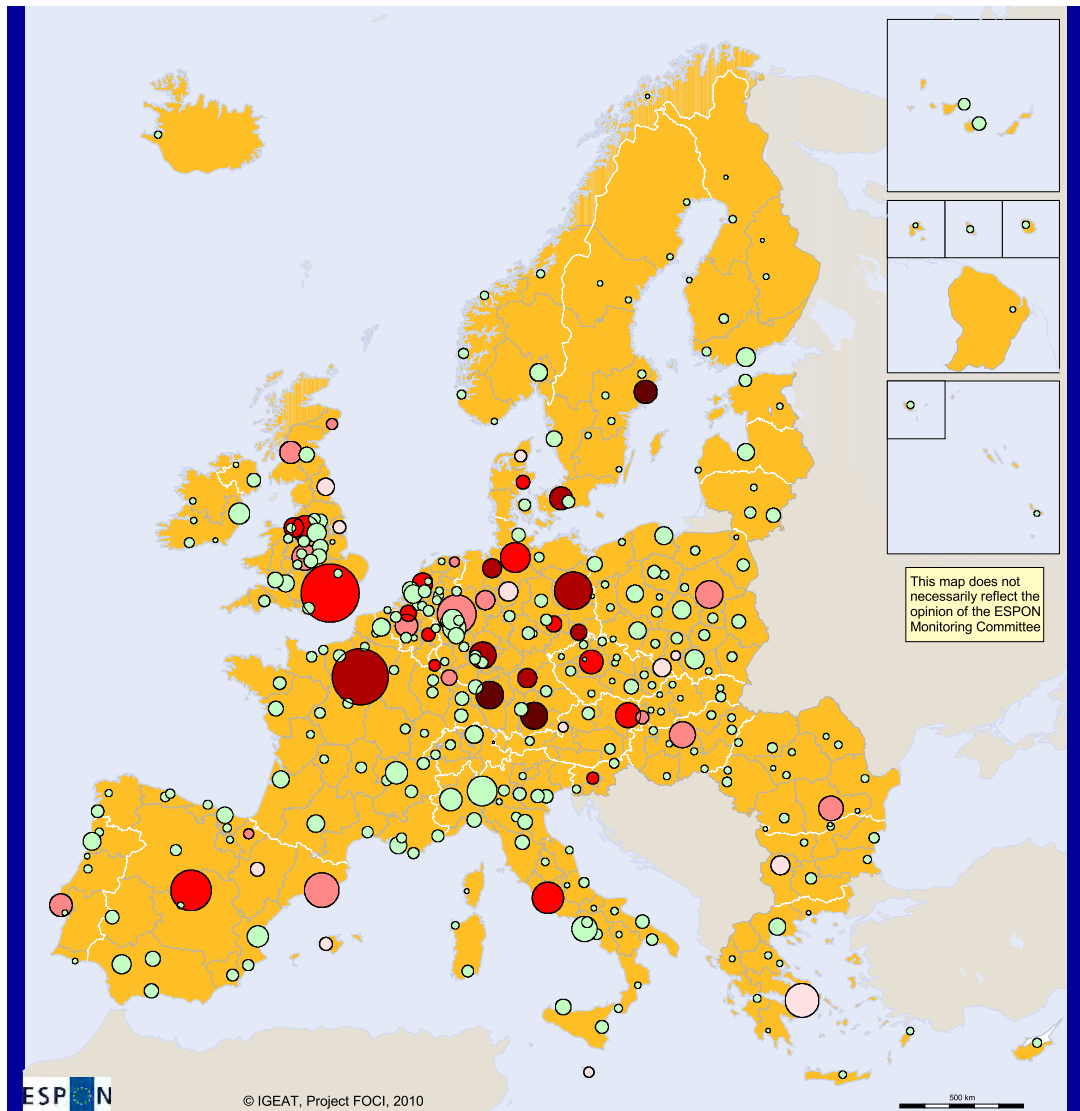 This map does not
necessarily reflect the
opinion of the ESPON
Monitoring Committee
ESPON
© IGEAT, Project FOCI, 2010
500 km